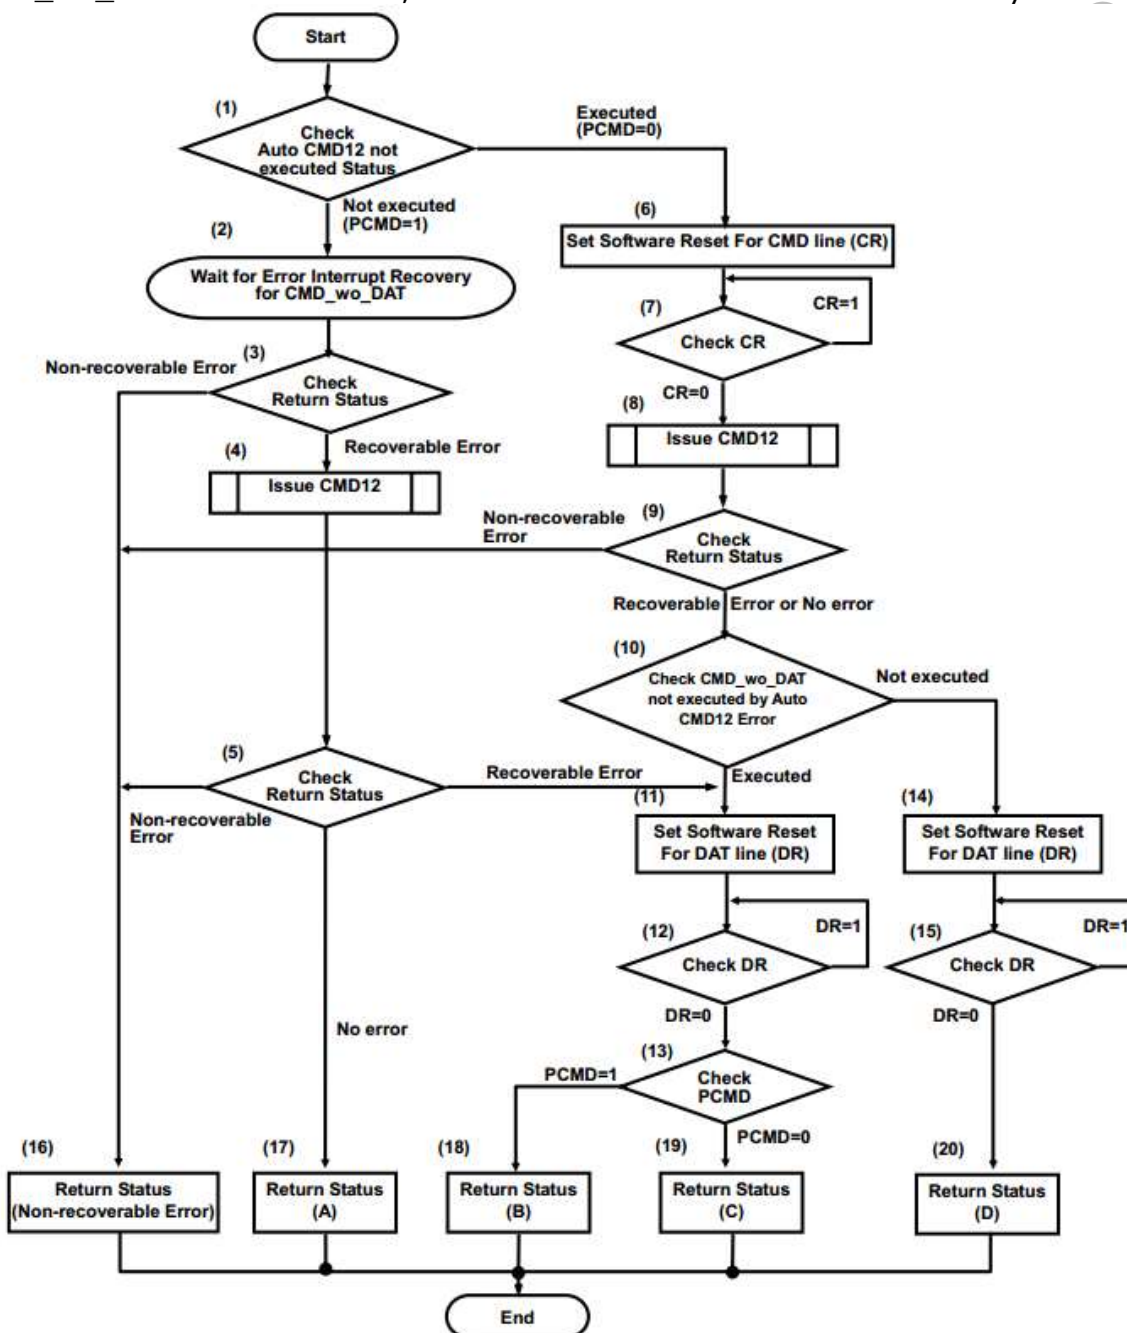 Start
(1)
Check
Auto CMD12 not
executed Status
Executed
(PCMD=0)
Not executed
(PCMD=1)
(2)
Wait for Error Interrupt Recovery
for CMD_wo_DAT
(6)
Set Software Reset For CMD line (CR)
(7)
Check CR
CR=1
CR=0
(3)
Non-recoverable Error
Check
Return Status
Recoverable Error
(4)
Issue CMD12
(8)
Issue CMD12
(9)
Non-recoverable
Error
Check
Return Status
Recoverable Error or No error
(10)
Check CMD_wo_DAT
not executed by Auto
CMD12 Error
Not executed
Executed
(5)
Check
Return Status
Recoverable Error
Non-recoverable
Error
No error
(11)
Set Software Reset
For DAT line (DR)
(14)
Set Software Reset
For DAT line (DR)
(12)
Check DR
DR=1
DR=0
(15)
Check DR
DR=1
DR=0
(13)
Check
PCMD
PCMD=1
PCMD=0
(16)
Return Status
(Non-recoverable Error)
(17)
Return Status
(A)
(18)
Return Status
(B)
(19)
Return Status
(C)
(20)
Return Status
(D)
End